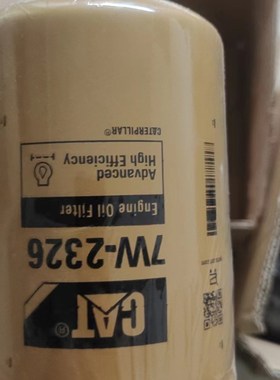 CAT®
7W-2326
Engine Oil Filter
Advanced
High Efficiency
CATERPILLAR®